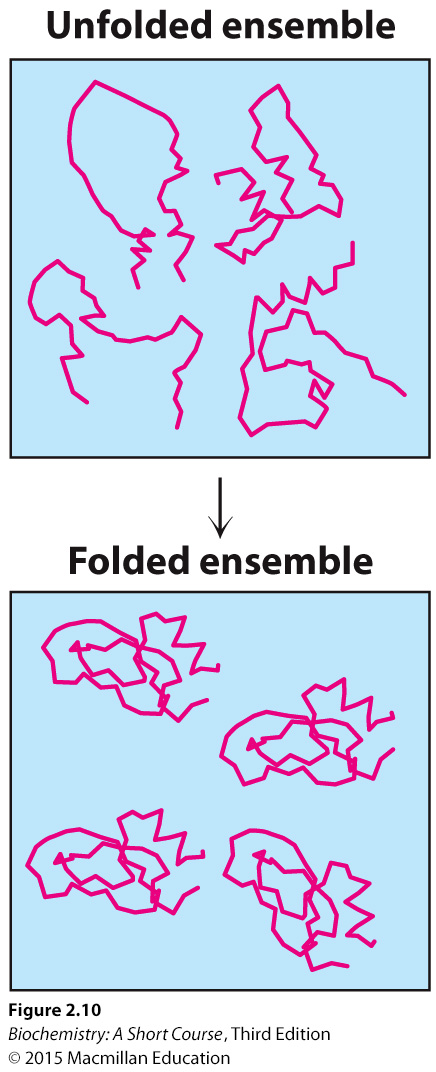 Unfolded ensemble
Folded ensemble
Figure 2.10
Biochemistry: A Short Course, Third Edition
© 2015 Macmillan Education